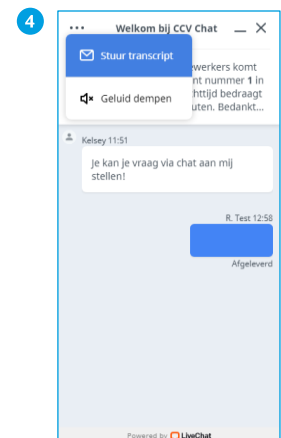 4
Welkom bij CCV Chat
Stuur transcript
ewerkers komt
nt nummer 1 in
httijd bedraagt
Geluid dempen
uten. Bedankt...
Kelsey 11:51
Je kan je vraag via chat aan mij
stellen!
R. Test 12:58
Afgeleverd
Powered by LiveChat